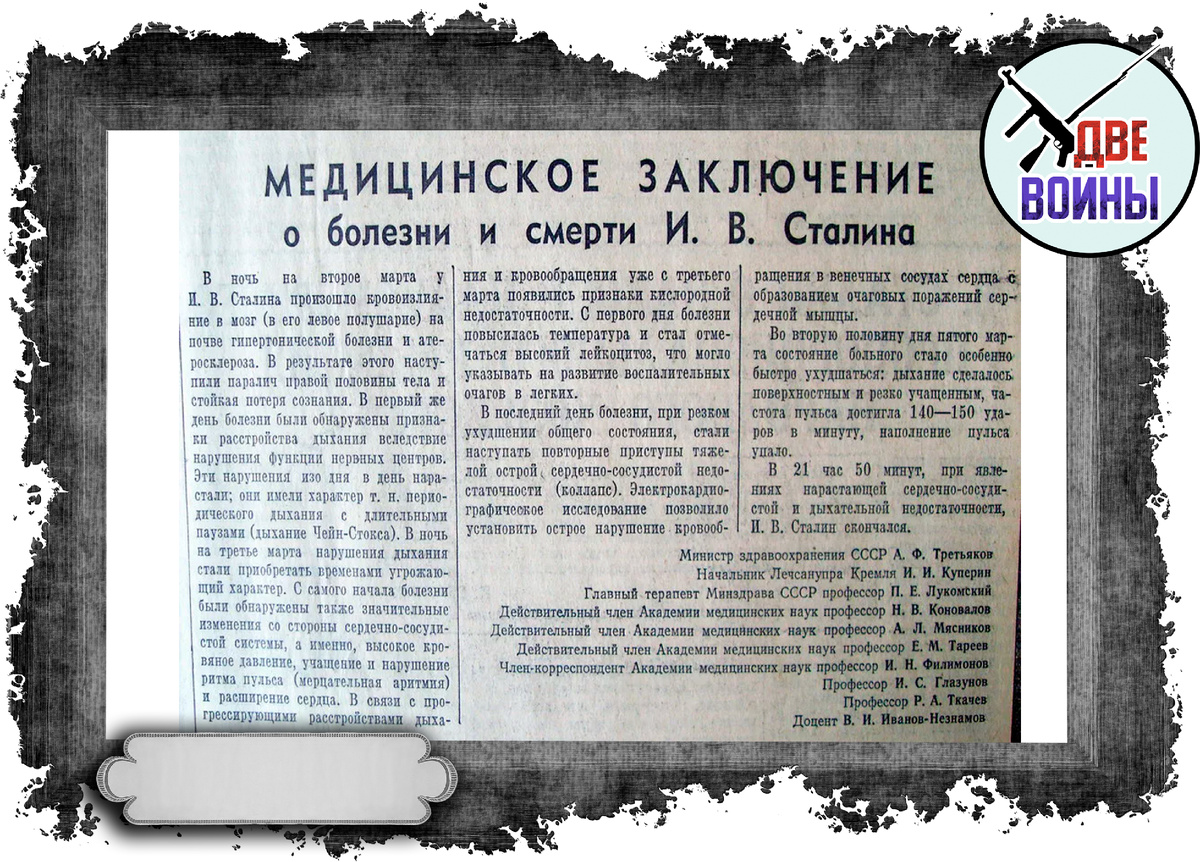 МЕДИЦИНСКОЕ ЗАКЛЮЧЕНИЕ
о болезни и смерти И. В. Сталина
В ночь на второе марта у
И. В. Сталина произошло кровоизлия-
ние в мозг (в его левое полушарие) на
почве гипертонической болезни и ате-
росклероза. В результате этого насту-
пили паралич правой половины тела и
стойкая потеря сознания. В первый же
день болезни были обнаружены призна-
ки расстройства дыхания вследствие
нарушения функции нервных центров.
Эти нарушения изо дня в день нара-
стали; они имели характер т. н. перио-
дического дыхания с длительными
паузами (дыхание Чейн-Стокса). В ночь
на третье марта нарушения дыхания
стали приобретать временами угрожаю-
щий характер. С самого начала болезни
были обнаружены также значительные
изменения со стороны сердечно-сосуди-
стой системы, а именно, высокое кро-
вяное давление, учащение и нарушение
ритма пульса (мерцательная аритмия)
и расширение сердца. В связи с про-
грессирующими расстройствами дыха-
ния и кровообращения уже с третьего
марта появились признаки кислородной
недостаточности. С первого дня болезни
повысилась температура и стал отме-
чаться высокий лейкоцитоз, что могло
указывать на развитие воспалительных
очагов в легких.
В последний день болезни, при резком
ухудшении общего состояния, стали
наступать повторные приступы тяже-
лой острой сердечно-сосудистой недо-
статочности (коллапс). Электрокардио-
графическое исследование позволило
установить острое нарушение кровооб-
ращения в венечных сосудах сердца с
образованием очаговых поражений сер-
дечной мышцы.
Во вторую половину дня пятого мар-
та состояние больного стало особенно
быстро ухудшаться: дыхание сделалось
поверхностным и резко учащенным, ча-
стота пульса достигла 140—150 уда-
ров в минуту, наполнение пульса
упало.
В 21 час 50 минут, при явле-
ниях нарастающей сердечно-сосуди-
стой и дыхательной недостаточности,
И. В. Сталин скончался.
Министр здравоохранения СССР А. Ф. Третьяков
Начальник Лечсанупра Кремля И. И. Куперин
Главный терапевт Минздрава СССР профессор П. Е. Лукомский
Действительный член Академии медицинских наук профессор Н. В. Коновалов
Действительный член Академии медицинских наук профессор А. Л. Мясников
Действительный член Академии медицинских наук профессор Е. М. Тареев
Член-корреспондент Академии медицинских наук профессор И. Н. Филимонов
Профессор И. С. Глазунов
Профессор Р. А. Ткачев
Доцент В. И. Иванов-Незнамов
ДВЕ
ВОЙНЫ